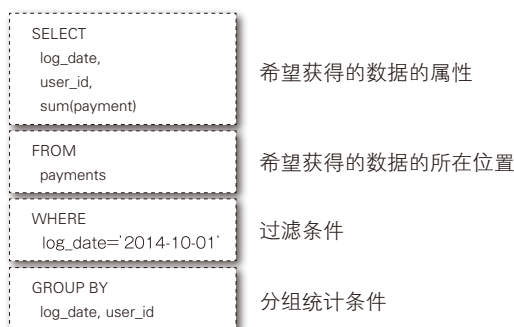 SELECT
log_date,
user_id,
sum(payment)
希望获得的数据的属性
FROM
payments
希望获得的数据的所在位置
WHERE
log_date='2014-10-01'
过滤条件
GROUP BY
log_date, user_id
分组统计条件